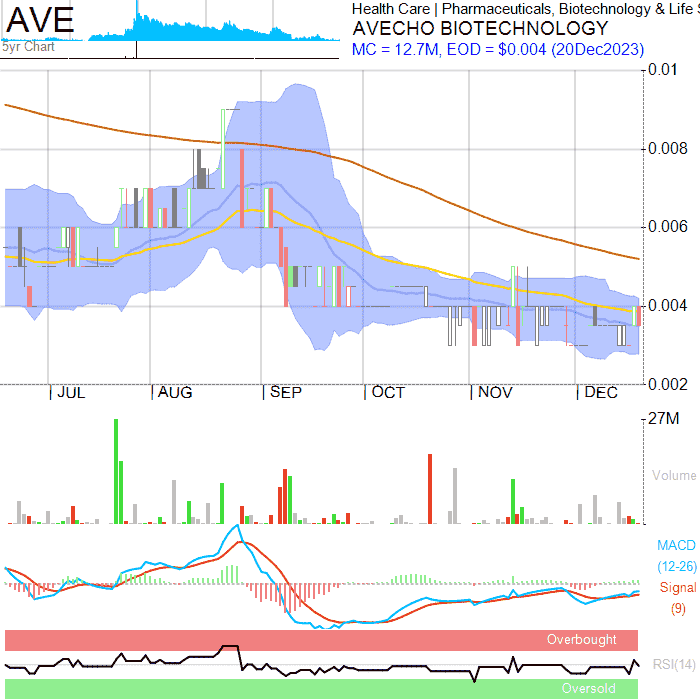 AVE
5yr Chart
Health Care | Pharmaceuticals, Biotechnology & Life S
AVECHO BIOTECHNOLOGY
MC = 12.7M, EOD = $0.004 (20Dec2023)
0.01
0.008
0.006
0.004
0.002
JUL AUG SEP OCT NOV DEC
27M
Volume
MACD
(12-26)
Signal
(9)
Overbought
RSI(14)
Oversold